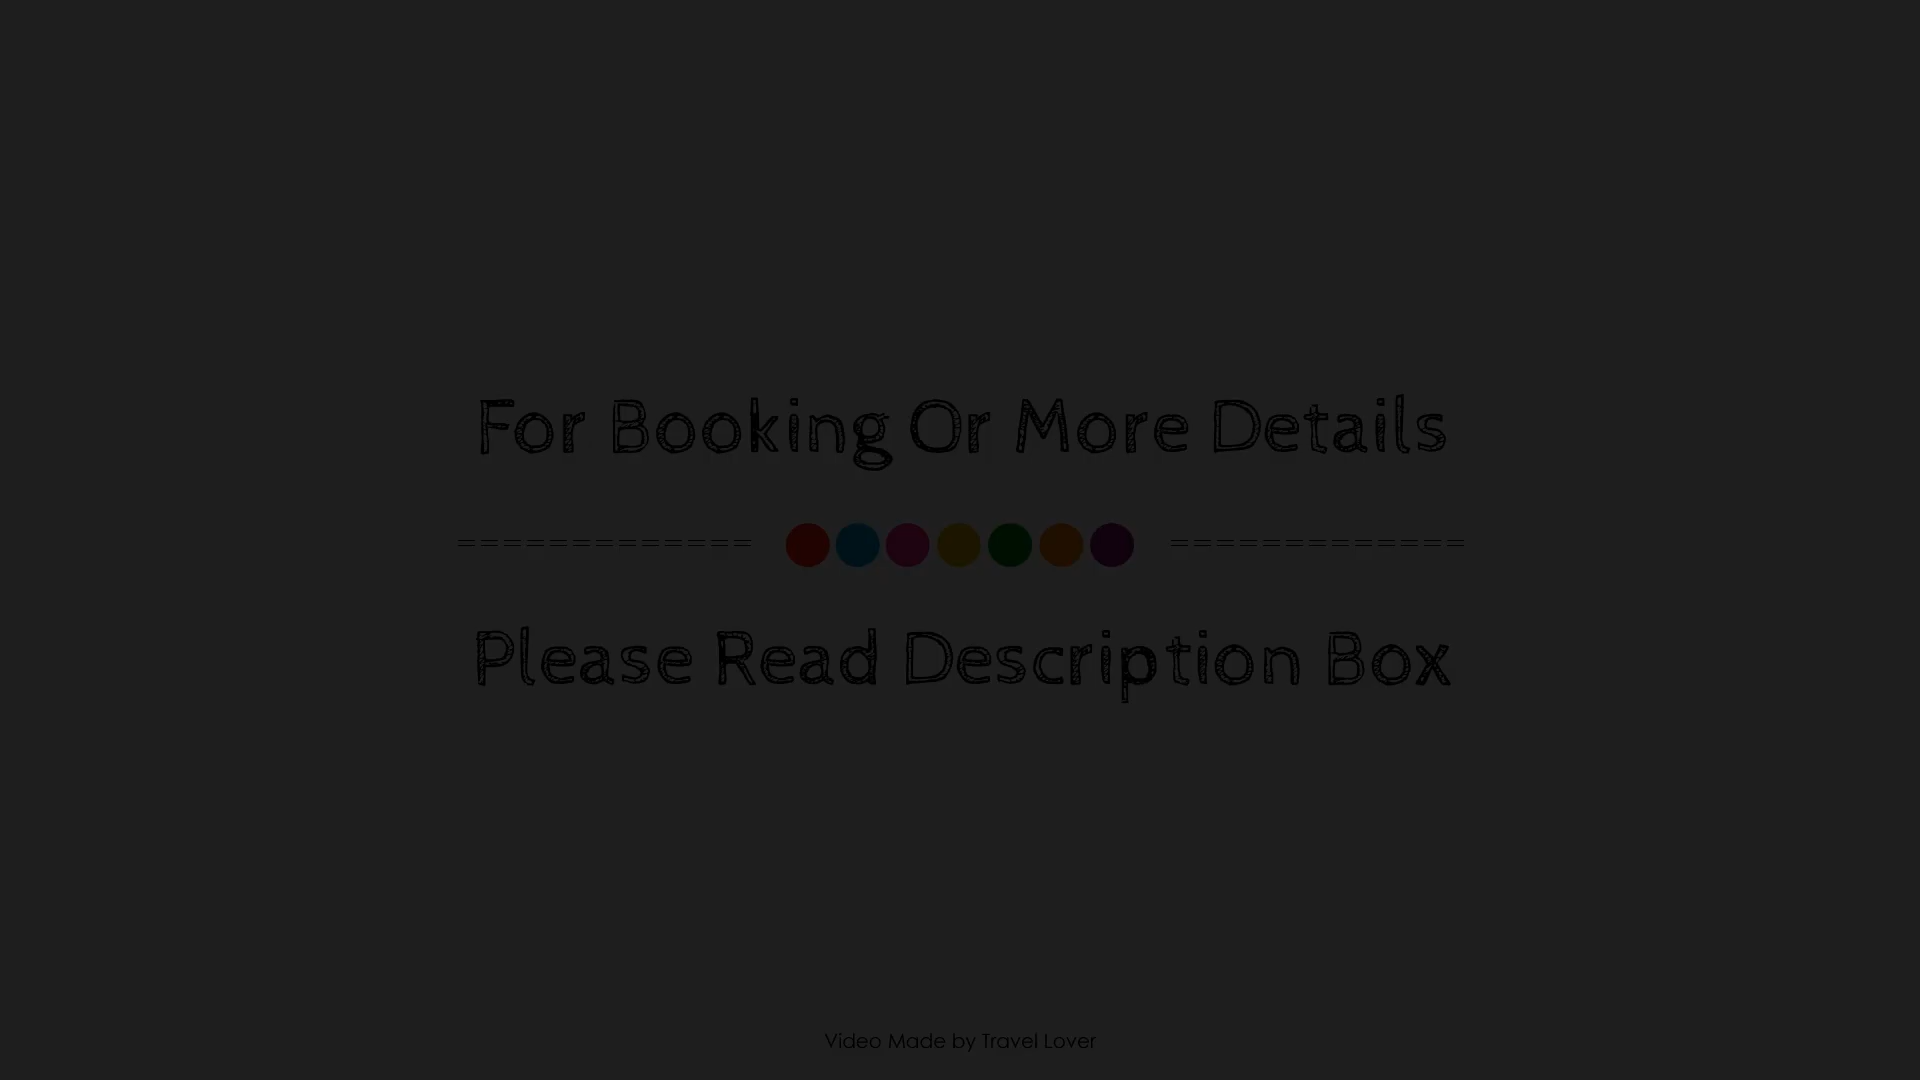 For Booking Or More Details
============= =============
Please Read Description Box
Video Made by Travel Lover